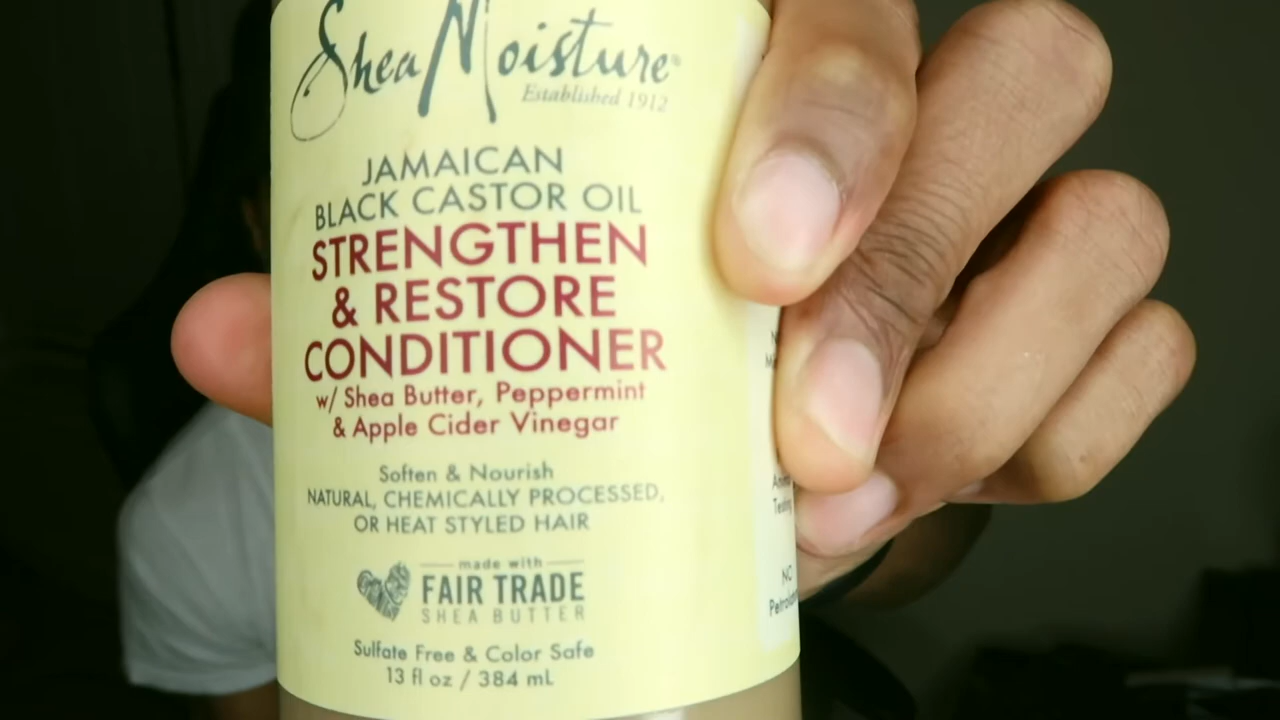 SheaMoisture®
Established 1912
JAMAICAN
BLACK CASTOR OIL
STRENGTHEN
& RESTORE
CONDITIONER
w/ Shea Butter, Peppermint
& Apple Cider Vinegar
Soften & Nourish
NATURAL, CHEMICALLY PROCESSED,
OR HEAT STYLED HAIR
made with
FAIR TRADE
SHEA BUTTER
Sulfate Free & Color Safe
13 fl oz / 384 mL
Testing
NO